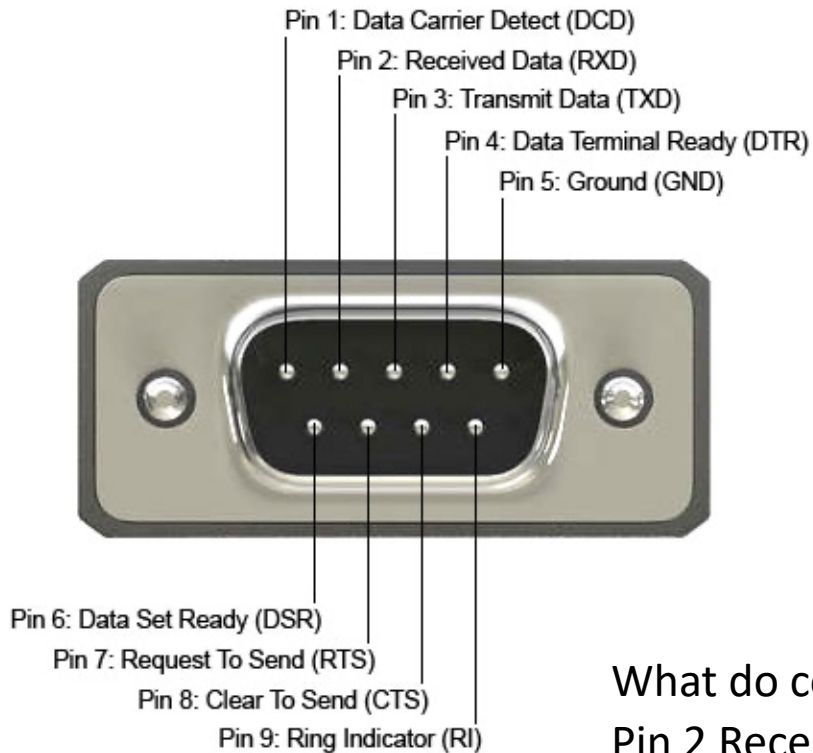 Pin 1: Data Carrier Detect (DCD)
Pin 2: Received Data (RXD)
Pin 3: Transmit Data (TXD)
Pin 4: Data Terminal Ready (DTR)
Pin 5: Ground (GND)
Pin 6: Data Set Ready (DSR)
Pin 7: Request To Send (RTS)
Pin 8: Clear To Send (CTS)
Pin 9: Ring Indicator (RI)
What do
Pin 2